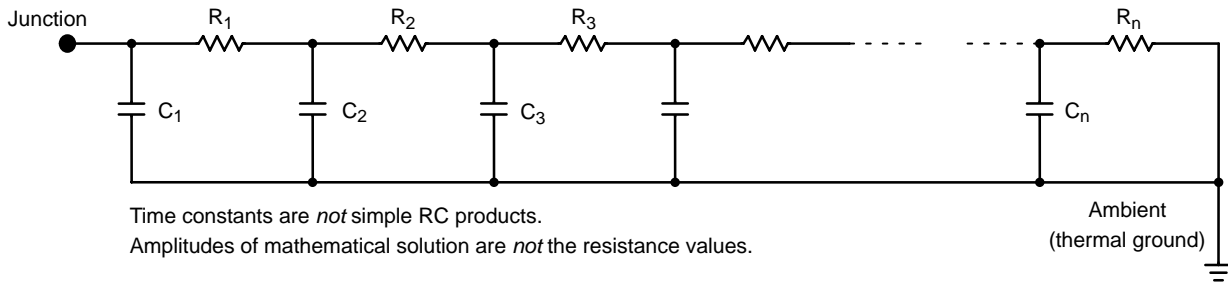 Junction
R1
R2
R3
Rn
C1
C2
C3
Cn
Time constants are not simple RC products.
Amplitudes of mathematical solution are not the resistance values.
Ambient
(thermal ground)